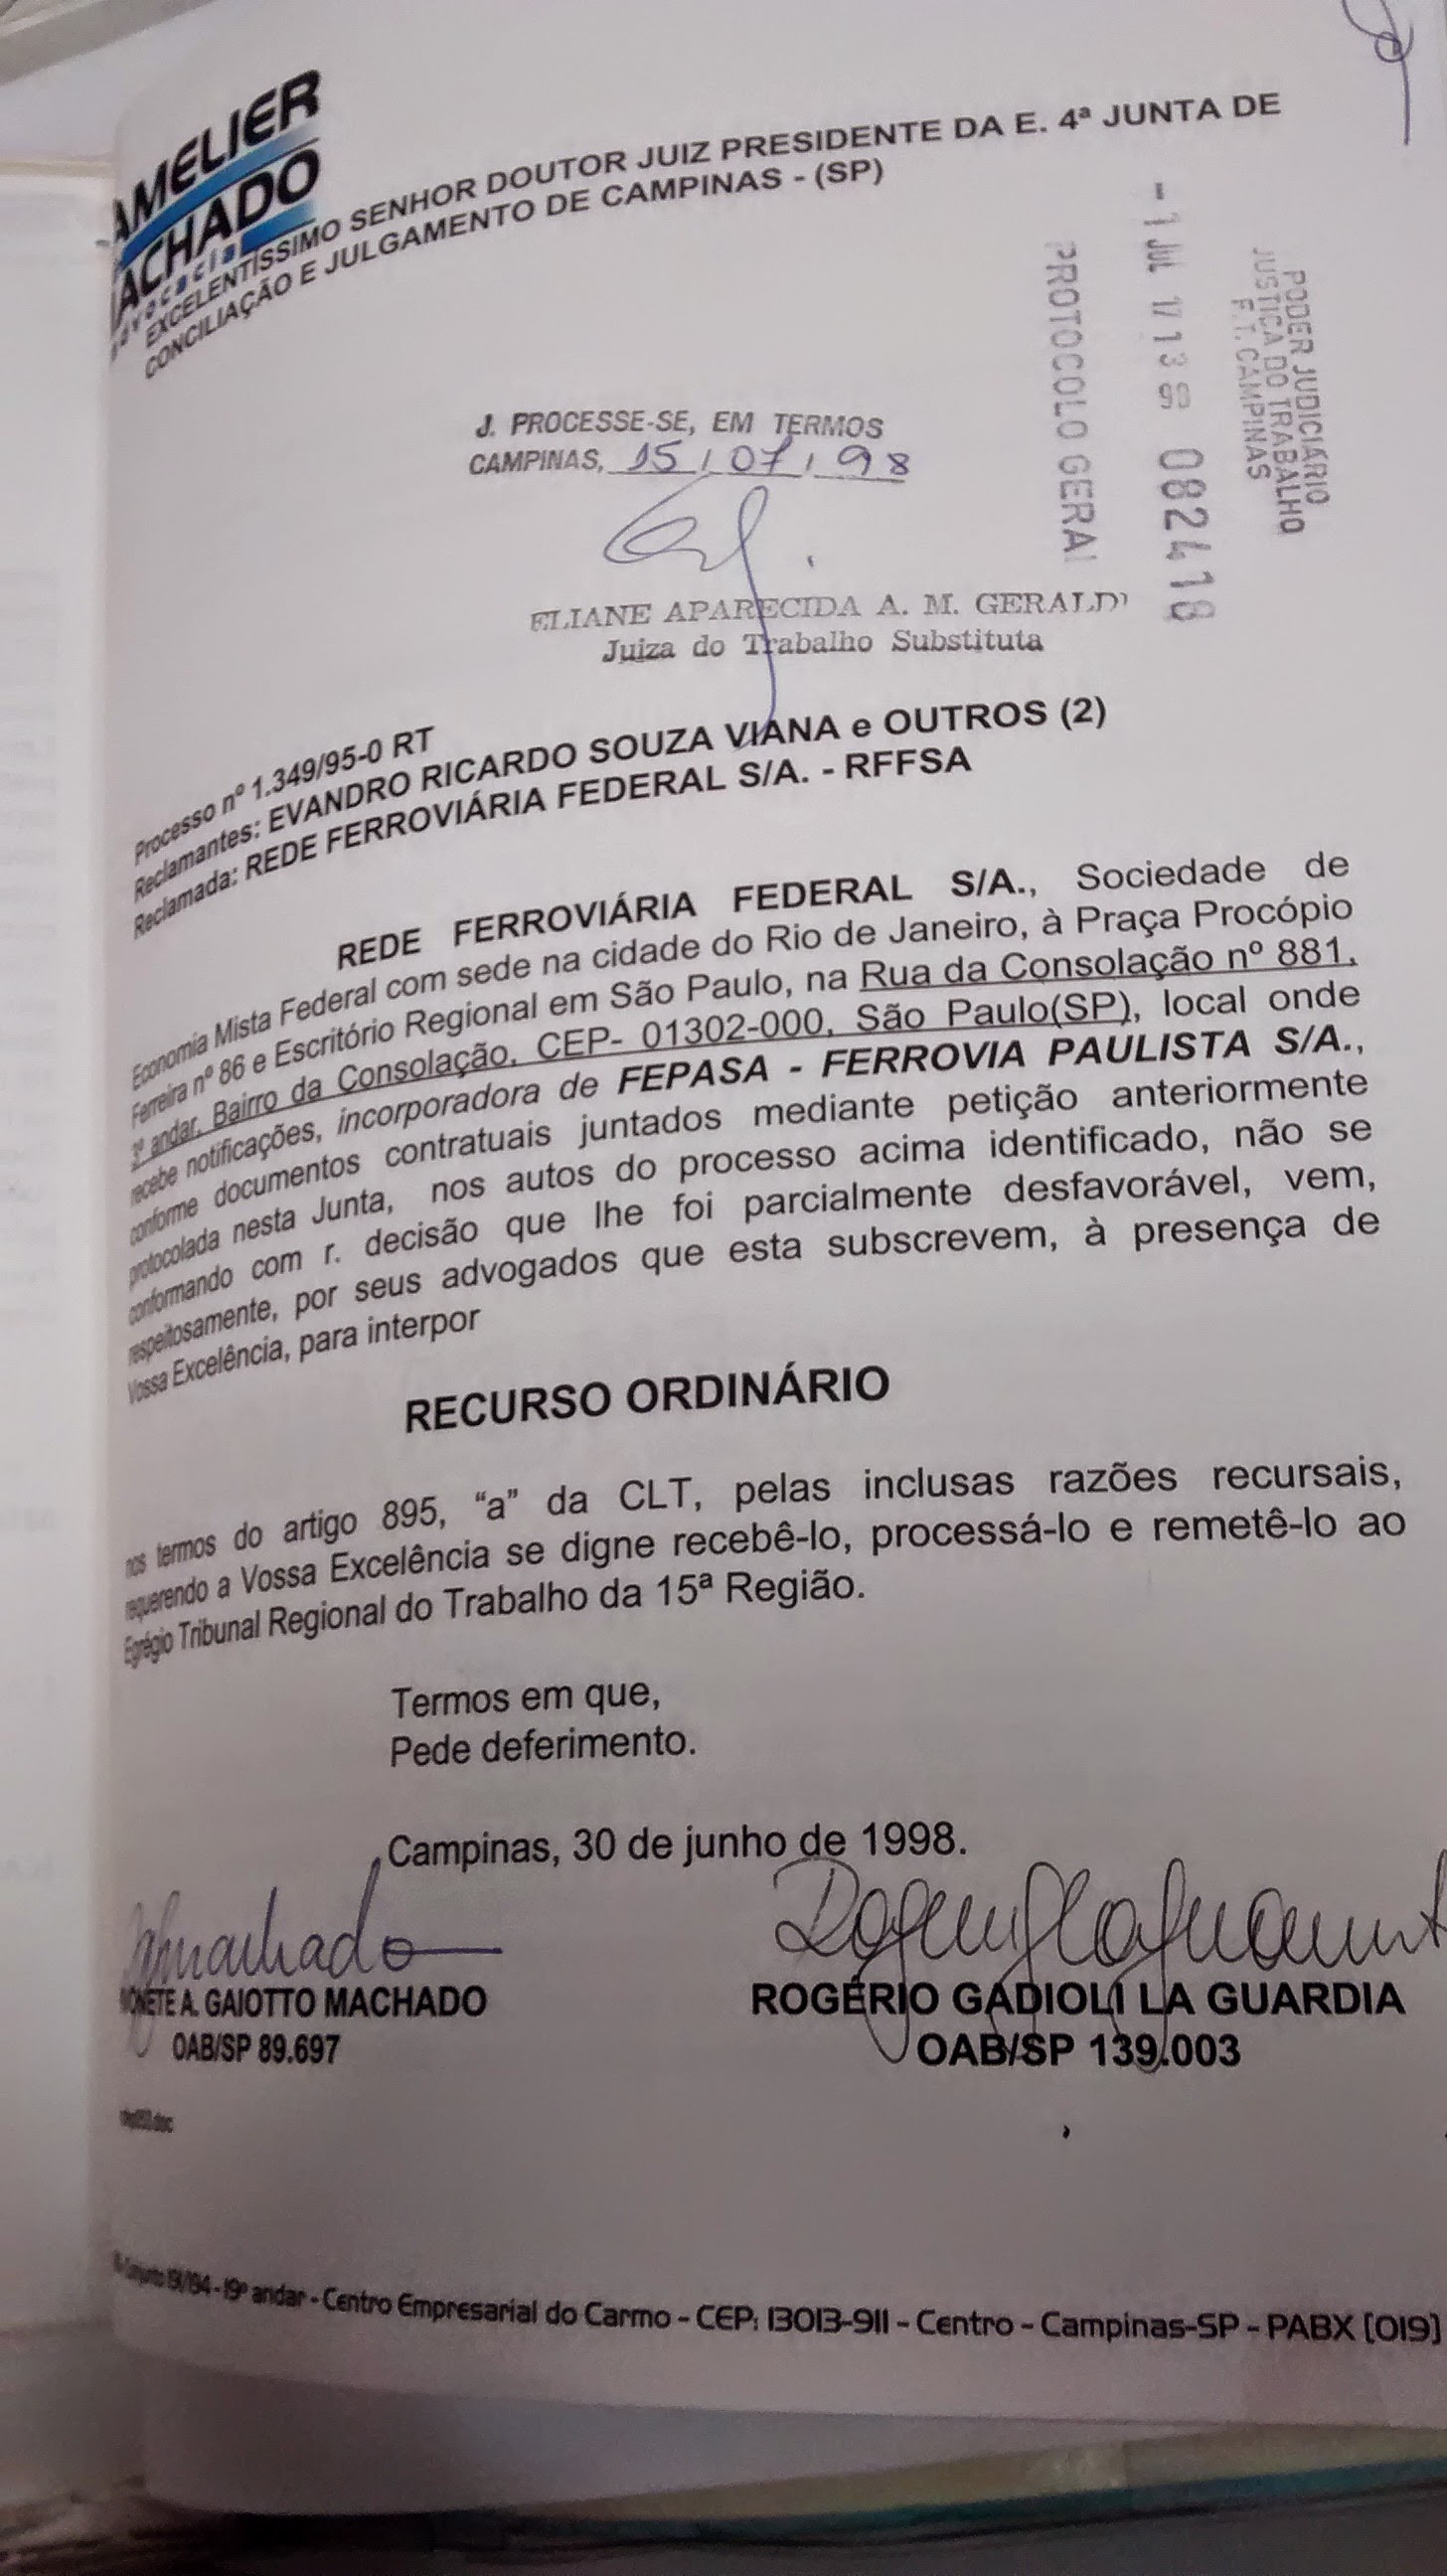 AMELIER
ACHADO
EXCELENTÍSSIMO SENHOR DOUTOR JUIZ PRESIDENTE DA E. 4ª JUNTA DE
CONCILIAÇÃO E JULGAMENTO DE CAMPINAS - (SP)
PODER JUDICIÁRIO
JUSTIÇA DO TRABALHO
F. T. CAMPINAS
- 1 JUL 17 13 98 082418
PROTOCOLO GERAL
J. PROCESSE-SE, EM TERMOS
CAMPINAS, 15 / 07 / 98
ELIANE APARECIDA A. M. GERALDI
Juiza do Trabalho Substituta
Processo nº 1.349/95-0 RT
Reclamantes: EVANDRO RICARDO SOUZA VIANA e OUTROS (2)
Reclamada: REDE FERROVIÁRIA FEDERAL S/A. - RFFSA
REDE FERROVIÁRIA FEDERAL S/A., Sociedade de
Economia Mista Federal com sede na cidade do Rio de Janeiro, à Praça Procópio
Ferreira nº 86 e Escritório Regional em São Paulo, na Rua da Consolação nº 881,
3º andar, Bairro da Consolação, CEP- 01302-000, São Paulo(SP), local onde
recebe notificações, incorporadora de FEPASA - FERROVIA PAULISTA S/A.,
conforme documentos contratuais juntados mediante petição anteriormente
protocolada nesta Junta, nos autos do processo acima identificado, não se
conformando com r. decisão que lhe foi parcialmente desfavorável, vem,
respeitosamente, por seus advogados que esta subscrevem, à presença de
Vossa Excelência, para interpor
RECURSO ORDINÁRIO
nos termos do artigo 895, “a” da CLT, pelas inclusas razões recursais,
requerendo a Vossa Excelência se digne recebê-lo, processá-lo e remetê-lo ao
Egrégio Tribunal Regional do Trabalho da 15ª Região.
Termos em que,
Pede deferimento.
Campinas, 30 de junho de 1998.
A. GAIOTTO MACHADO
OAB/SP 89.697
ROGÉRIO GADIOLI LA GUARDIA
OAB/SP 139.003
191/194 - 19º andar - Centro Empresarial do Carmo - CEP: 13013-911 - Centro - Campinas-SP - PABX (019)